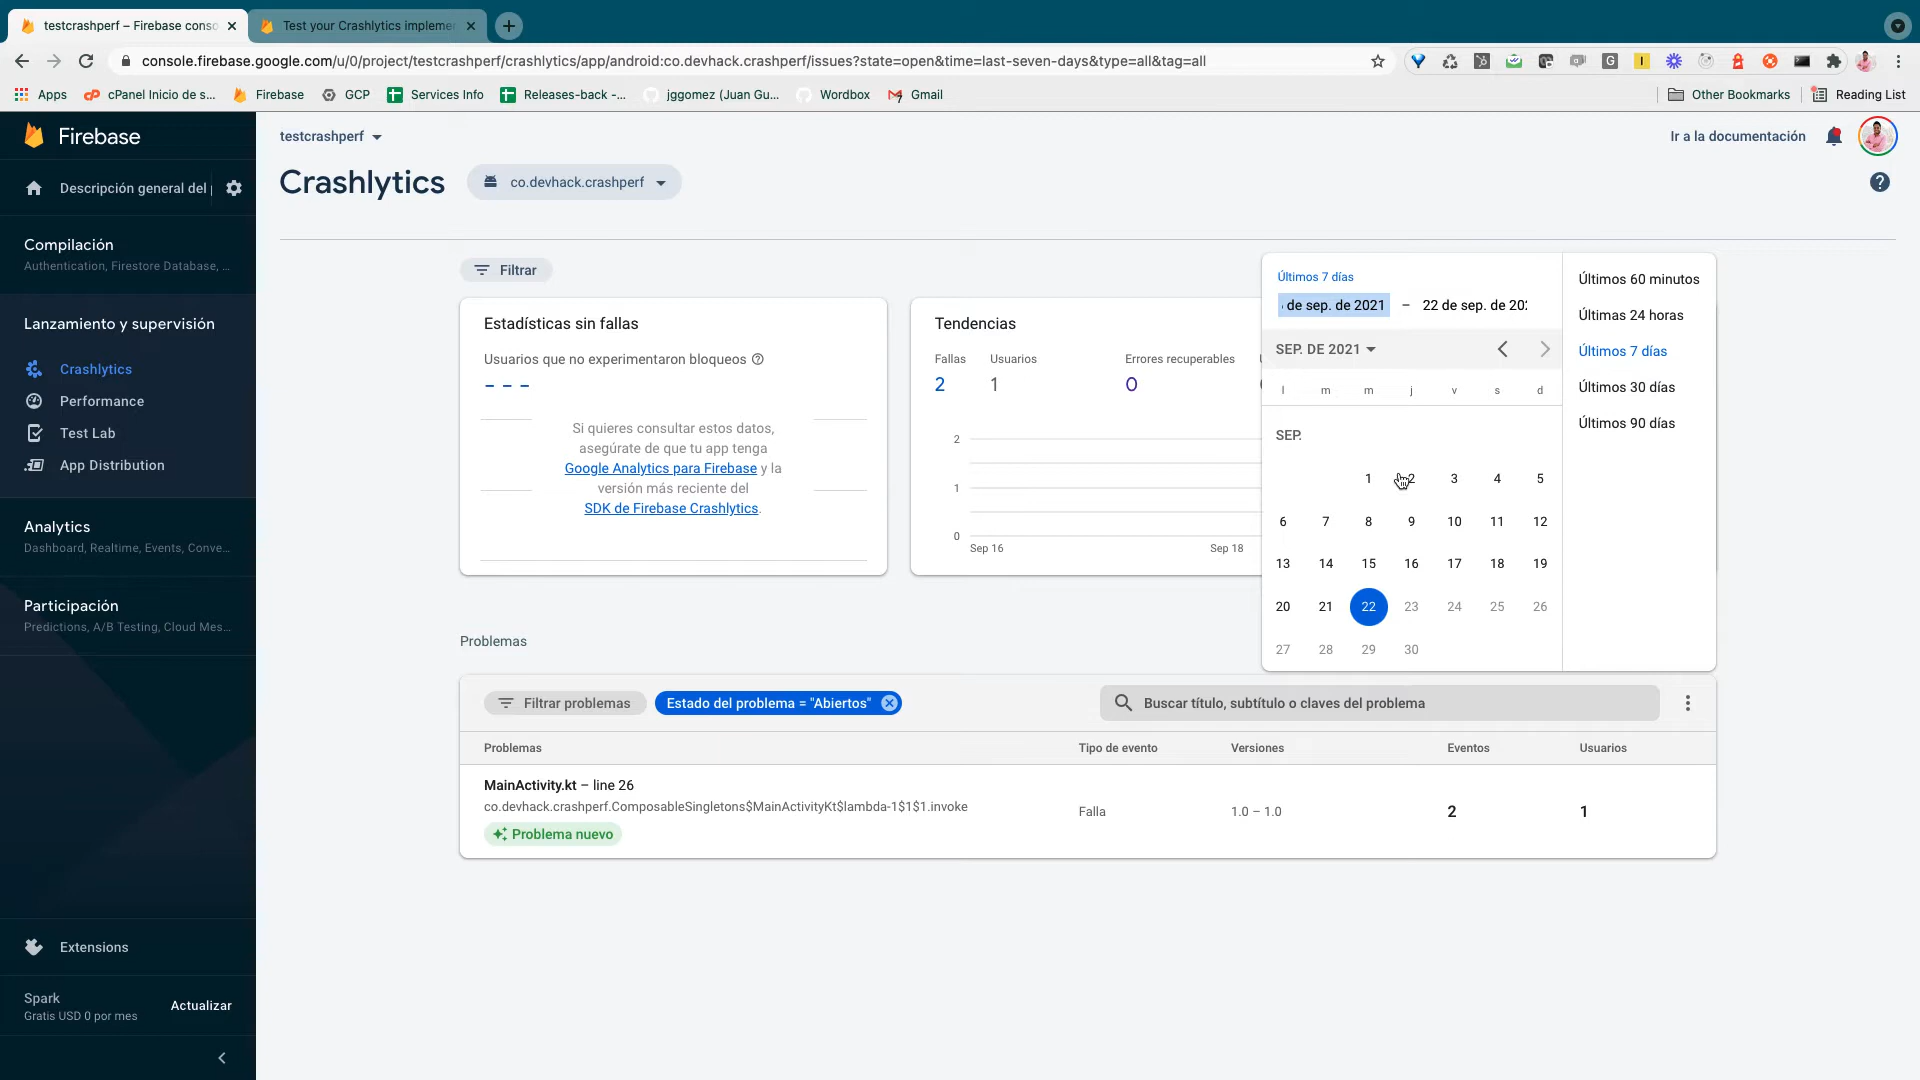 testcrashperf – Firebase conso
Test your Crashlytics impleme
console.firebase.google.com/u/0/project/testcrashperf/crashlytics/app/android:co.devhack.crashperf/issues?state=open&time=last-seven-days&type=all&tag=all
Apps
cPanel Inicio de s...
Firebase
GCP
Services Info
Releases-back -...
jggomez (Juan Gu...
Wordbox
Gmail
Other Bookmarks
Reading List
Firebase
Descripción general del
Compilación
Authentication, Firestore Database, ...
Lanzamiento y supervisión
Crashlytics
Performance
Test Lab
App Distribution
Analytics
Dashboard, Realtime, Events, Conve...
Participación
Predictions, A/B Testing, Cloud Mes...
Extensions
Spark
Gratis USD 0 por mes
Actualizar
testcrashperf
Ir a la documentación
Crashlytics
co.devhack.crashperf
Filtrar
Estadísticas sin fallas
Usuarios que no experimentaron bloqueos
– – –
Si quieres consultar estos datos,
asegúrate de que tu app tenga
Google Analytics para Firebase y la
versión más reciente del
SDK de Firebase Crashlytics.
Tendencias
Fallas Usuarios Errores recuperables
2 1 0
2
1
0
Sep 16 Sep 18
Últimos 7 días
de sep. de 2021 – 22 de sep. de 202
SEP. DE 2021
l m m j v s d
SEP.
1 2 3 4 5
6 7 8 9 10 11 12
13 14 15 16 17 18 19
20 21 22 23 24 25 26
27 28 29 30
Últimos 60 minutos
Últimas 24 horas
Últimos 7 días
Últimos 30 días
Últimos 90 días
Problemas
Filtrar problemas
Estado del problema = "Abiertos"
Buscar título, subtítulo o claves del problema
Problemas Tipo de evento Versiones Eventos Usuarios
MainActivity.kt – line 26
co.devhack.crashperf.ComposableSingletons$MainActivityKt$lambda-1$1$1.invoke
Problema nuevo
Falla
1.0 – 1.0
2
1